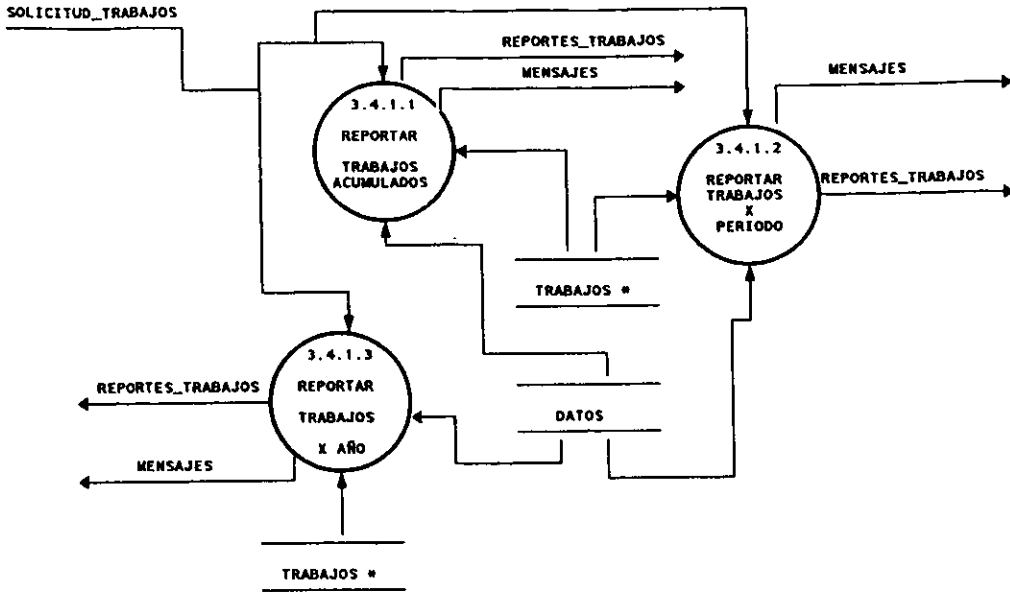 SOLICITUD_TRABAJOS
REPORTES_TRABAJOS
MENSAJES
MENSAJES
3.4.1.1
REPORTAR
TRABAJOS
ACUMULADOS
3.4.1.2
REPORTAR
TRABAJOS
X
PERIODO
REPORTES_TRABAJOS
TRABAJOS *
3.4.1.3
REPORTAR
TRABAJOS
X AÑO
REPORTES_TRABAJOS
MENSAJES
DATOS
TRABAJOS *